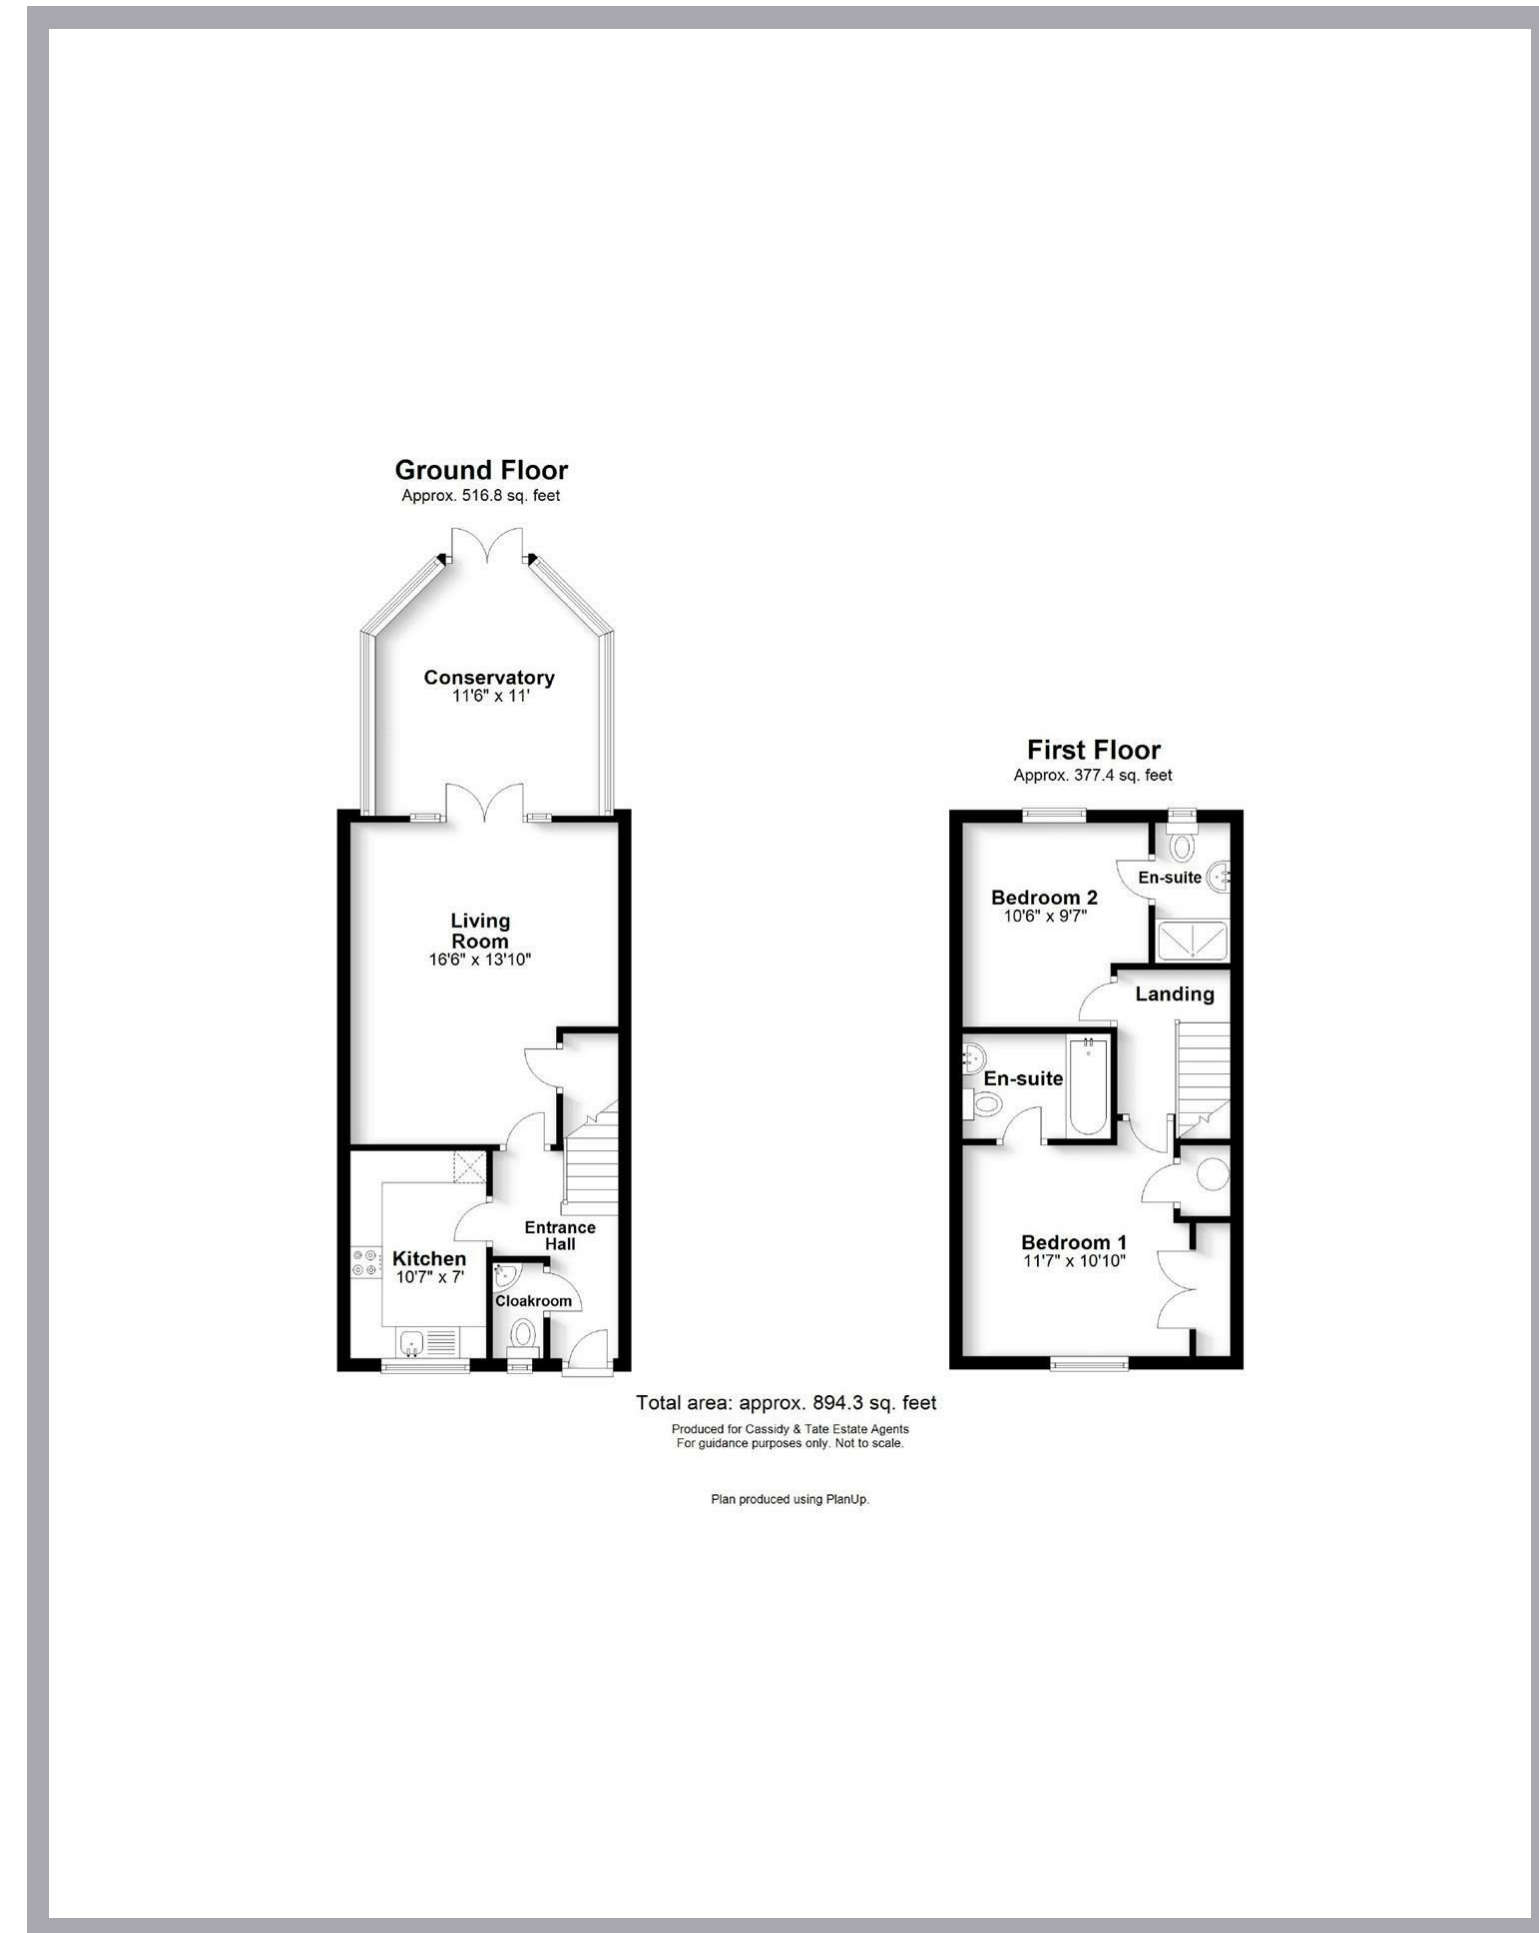 Ground Floor
Approx. 516.8 sq. feet
Conservatory
11'6" x 11'
Living
Room
16'6" x 13'10"
Entrance
Hall
Kitchen
10'7" x 7'
Cloakroom
First Floor
Approx. 377.4 sq. feet
En-suite
Bedroom 2
10'6" x 9'7"
Landing
En-suite
Bedroom 1
11'7" x 10'10"
Total area: approx. 894.3 sq. feet
Produced for Cassidy & Tate Estate Agents
For guidance purposes only. Not to scale.
Plan produced using PlanUp.